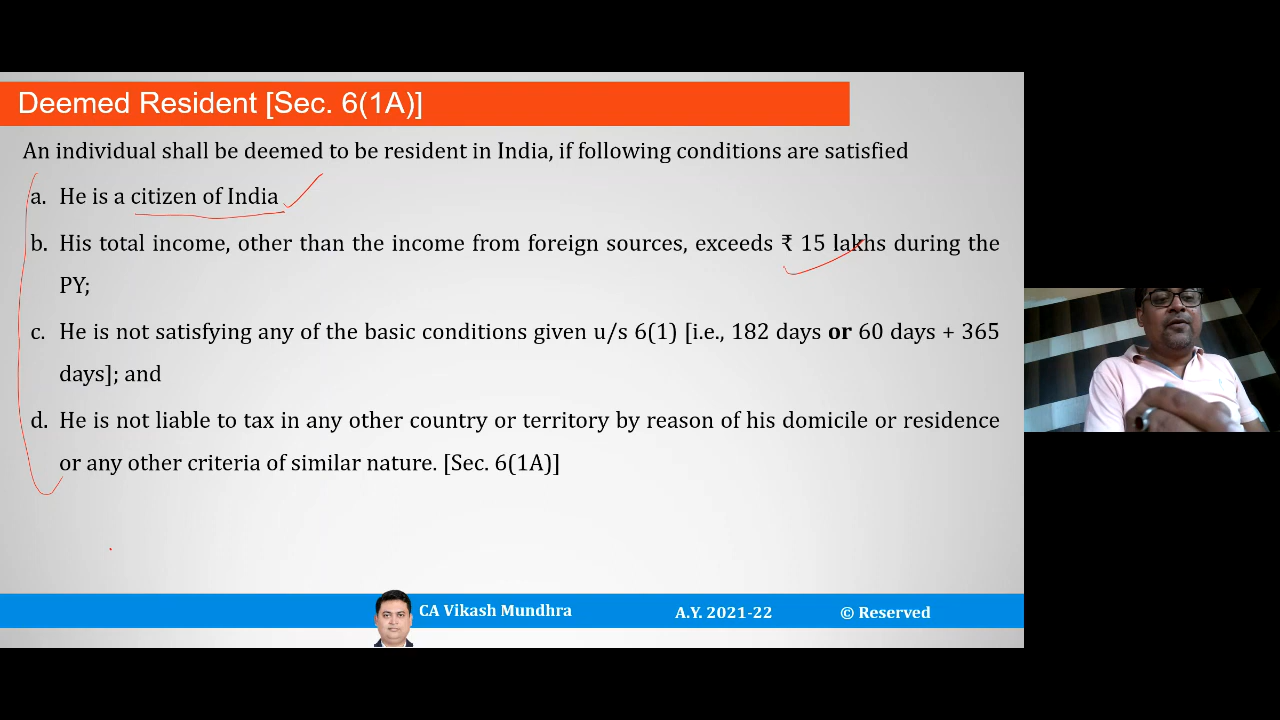 Deemed Resident [Sec. 6(1A)]
An individual shall be deemed to be resident in India, if following conditions are satisfied
a. He is a citizen of India
b. His total income, other than the income from foreign sources, exceeds ₹ 15 lakhs during the
PY;
c. He is not satisfying any of the basic conditions given u/s 6(1) [i.e., 182 days or 60 days + 365
days]; and
d. He is not liable to tax in any other country or territory by reason of his domicile or residence
or any other criteria of similar nature. [Sec. 6(1A)]
CA Vikash Mundhra A.Y. 2021-22 © Reserved